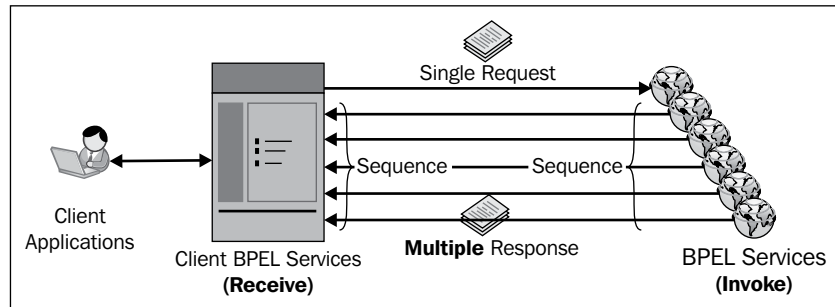 Single Request
Sequence
Sequence
Client
Applications
Multiple Response
Client BPEL Services
(Receive)
BPEL Services
(Invoke)